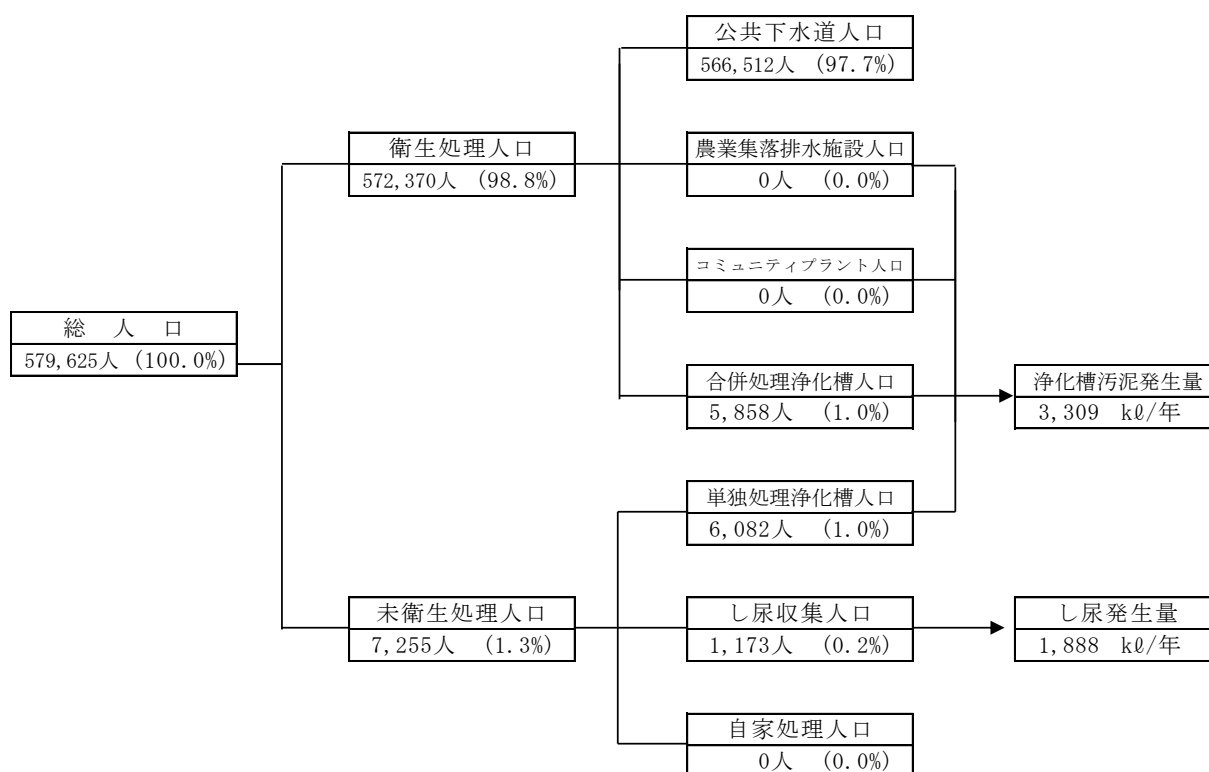 公共下水道人口
566,512人 (97.7%)
衛生処理人口
572,370人 (98.8%)
農業集落排水施設人口
0人 (0.0%)
コミュニティプラント人口
0人 (0.0%)
総 人 口
579,625人 (100.0%)
合併処理浄化槽人口
5,858人 (1.0%)
浄化槽汚泥発生量
3,309 kℓ/年
単独処理浄化槽人口
6,082人 (1.0%)
未衛生処理人口
7,255人 (1.3%)
し尿収集人口
1,173人 (0.2%)
し尿発生量
1,888 kℓ/年
自家処理人口
0人 (0.0%)